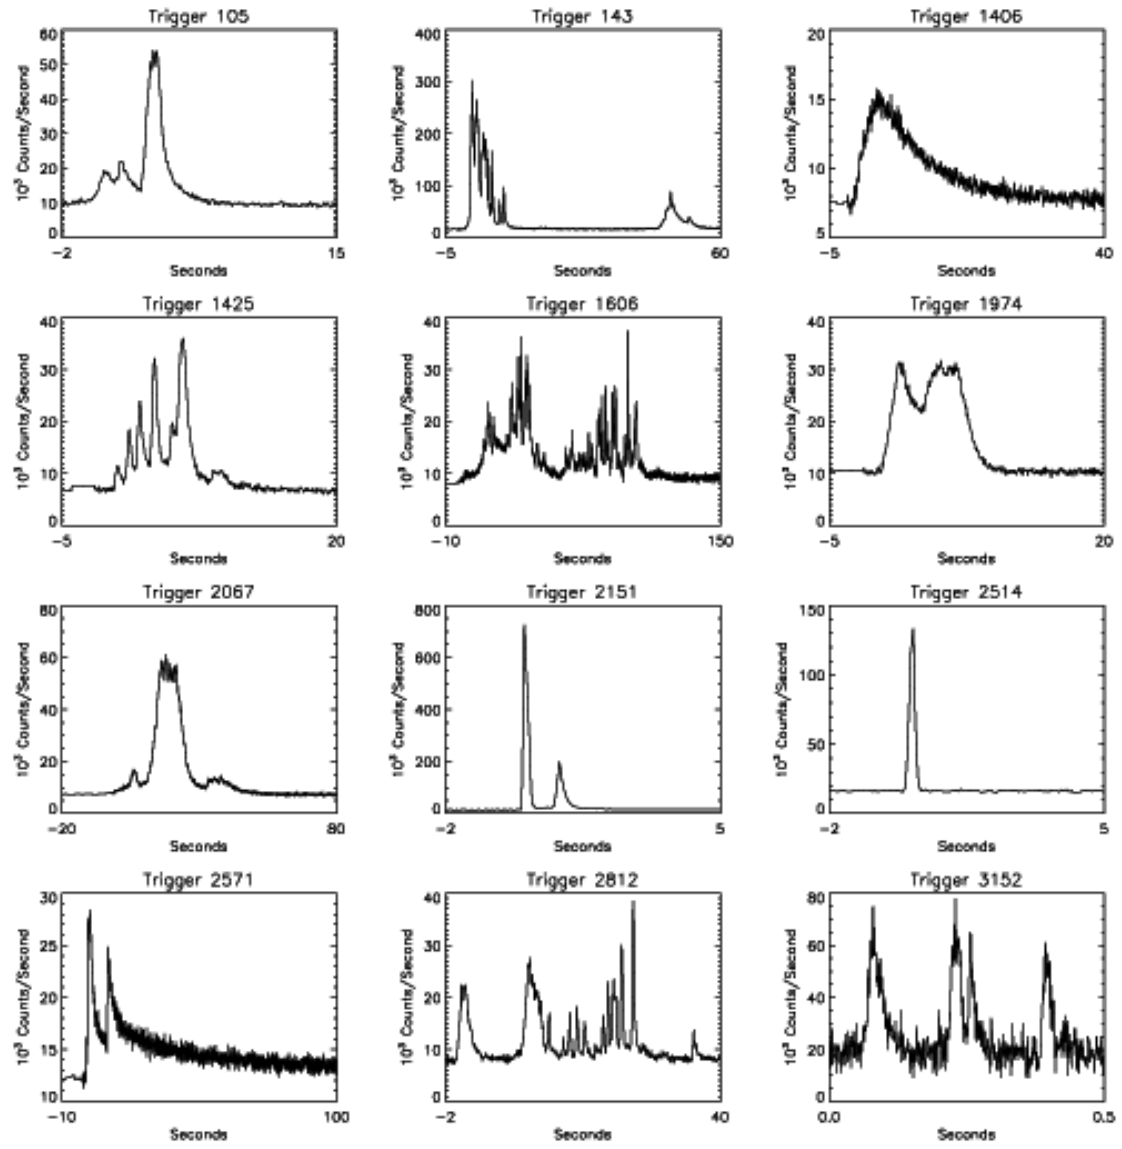 Trigger 105
10³ Counts/Second
60
50
40
30
20
10
0
−2 15
Seconds
Trigger 143
10³ Counts/Second
400
300
200
100
0
−5 60
Seconds
Trigger 1406
10³ Counts/Second
20
15
10
5
−5 40
Seconds
Trigger 1425
10³ Counts/Second
40
30
20
10
0
−5 20
Seconds
Trigger 1606
10³ Counts/Second
40
30
20
10
0
−10 150
Seconds
Trigger 1974
10³ Counts/Second
40
30
20
10
0
−5 20
Seconds
Trigger 2067
10³ Counts/Second
80
60
40
20
0
−20 80
Seconds
Trigger 2151
10³ Counts/Second
800
600
400
200
0
−2 5
Seconds
Trigger 2514
10³ Counts/Second
150
100
50
0
−2 5
Seconds
Trigger 2571
10³ Counts/Second
30
25
20
15
10
−10 100
Seconds
Trigger 2812
10³ Counts/Second
40
30
20
10
0
−2 40
Seconds
Trigger 3152
10³ Counts/Second
80
60
40
20
0
0.0 0.5
Seconds